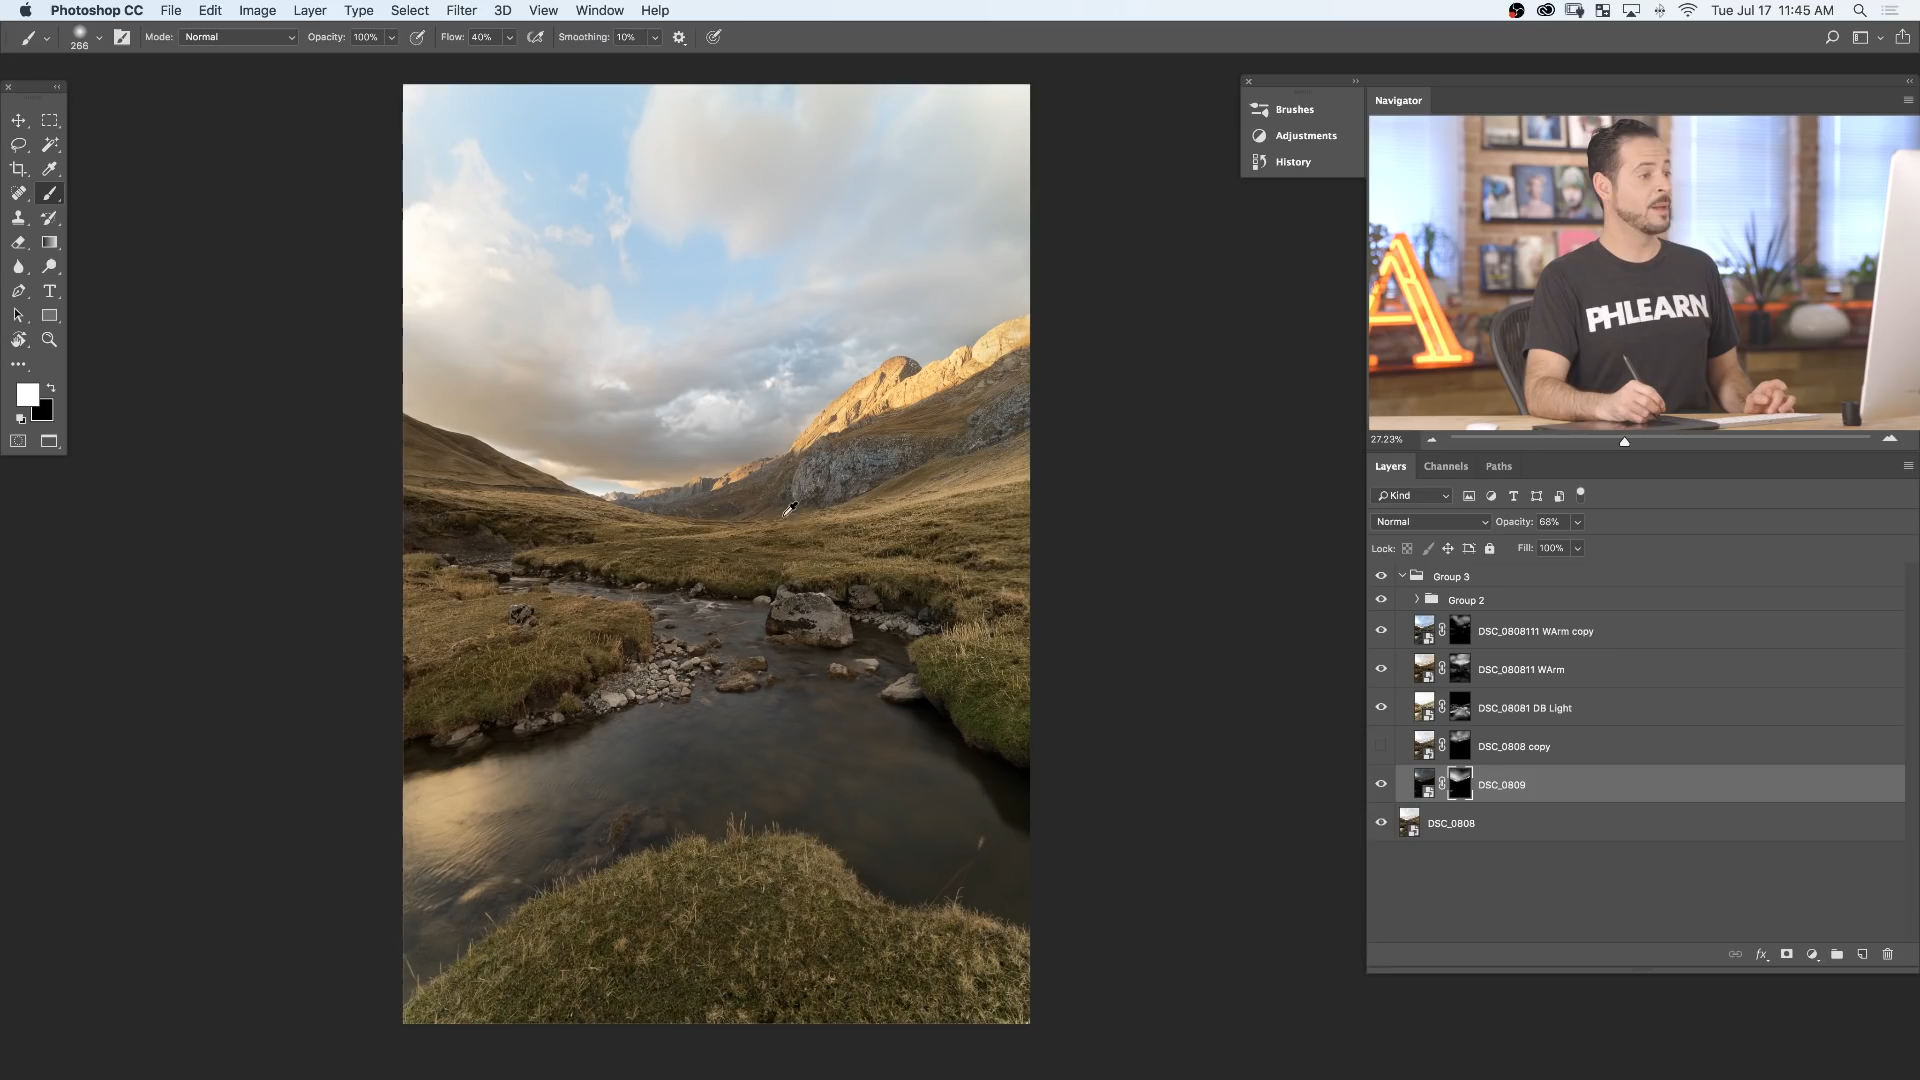 Photoshop CC File Edit Image Layer Type Select Filter 3D View Window Help Tue Jul 17 11:45 AM
266 Mode: Normal Opacity: 100% Flow: 40% Smoothing: 10%
Brushes
Adjustments
History
Navigator
PHLEARN
27.23%
Layers Channels Paths
Kind
Normal Opacity: 68%
Lock: Fill: 100%
Group 3
Group 2
DSC_0808111 WArm copy
DSC_080811 WArm
DSC_08081 DB Light
DSC_0808 copy
DSC_0809
DSC_0808
fx